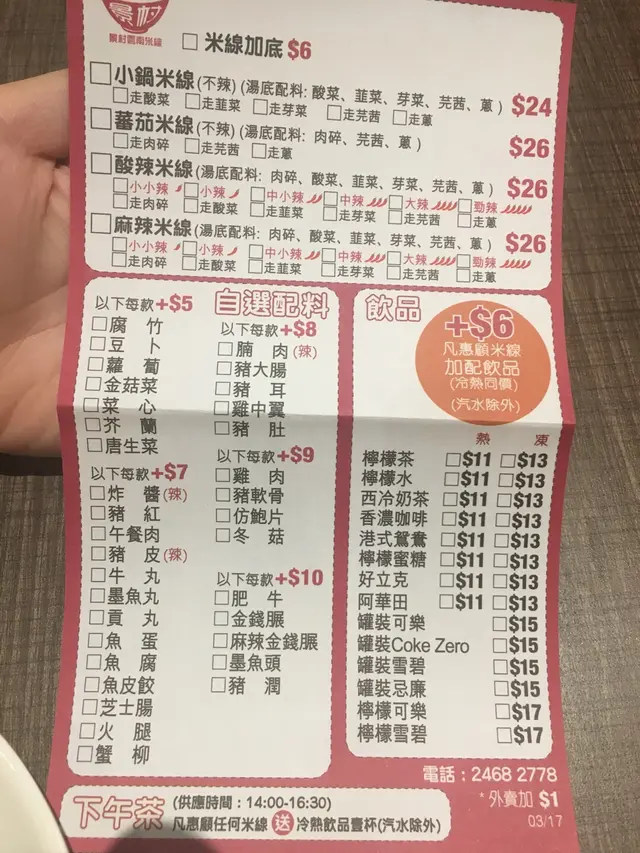 景村
景村雲南米線
米線加底 $6
小鍋米線(不辣) (湯底配料: 酸菜、韮菜、芽菜、芫茜、蔥) $24
走酸菜 走韮菜 走芽菜 走芫茜 走蔥
蕃茄米線(不辣) (湯底配料: 肉碎、芫茜、蔥) $26
走肉碎 走芫茜 走蔥
酸辣米線(湯底配料: 肉碎、酸菜、韮菜、芽菜、芫茜、蔥) $26
小小辣 小辣 中小辣 中辣 大辣 勁辣
走肉碎 走酸菜 走韮菜 走芽菜 走芫茜 走蔥
麻辣米線(湯底配料: 肉碎、酸菜、韮菜、芽菜、芫茜、蔥) $26
小小辣 小辣 中小辣 中辣 大辣 勁辣
走肉碎 走酸菜 走韮菜 走芽菜 走芫茜 走蔥
自選配料
以下每款+$5
腐竹
豆卜
蘿蔔
金菇菜
菜心
芥蘭
唐生菜
以下每款+$7
炸醬(辣)
豬紅
午餐肉
豬皮(辣)
牛丸
墨魚丸
貢丸
魚蛋
魚腐
魚皮餃
芝士腸
火腿
蟹柳
以下每款+$8
腩肉(辣)
豬大腸
豬耳
雞中翼
豬肚
以下每款+$9
雞肉
豬軟骨
仿鮑片
冬菇
以下每款+$10
肥牛
金錢𦟌
麻辣金錢𦟌
墨魚頭
豬潤
飲品
+$6
凡惠顧米線
加配飲品
(冷熱同價)
(汽水除外)
熱 凍
檸檬茶 $11 $13
檸檬水 $11 $13
西冷奶茶 $11 $13
香濃咖啡 $11 $13
港式鴛鴦 $11 $13
檸檬蜜糖 $11 $13
好立克 $11 $13
阿華田 $11 $13
罐裝可樂 $15
罐裝Coke Zero $15
罐裝雪碧 $15
罐裝忌廉 $15
檸檬可樂 $17
檸檬雪碧 $17
電話：2468 2778
*外賣加 $1
03/17
下午茶 (供應時間：14:00-16:30)
凡惠顧任何米線 送 冷熱飲品壹杯(汽水除外)